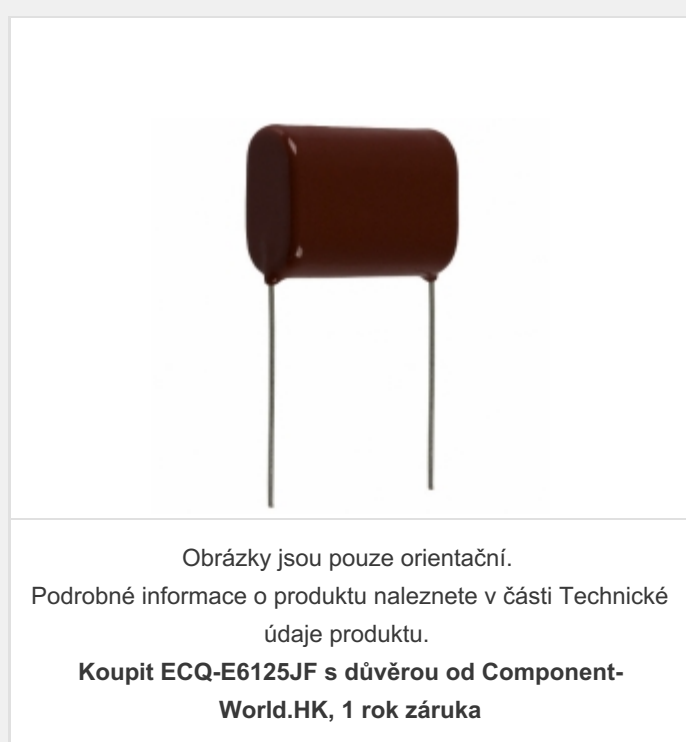 Obrázky jsou pouze orientační.
Podrobné informace o produktu naleznete v části Technické
údaje produktu.
Koupit ECQ-E6125JF s důvěrou od Component-
World.HK, 1 rok záruka